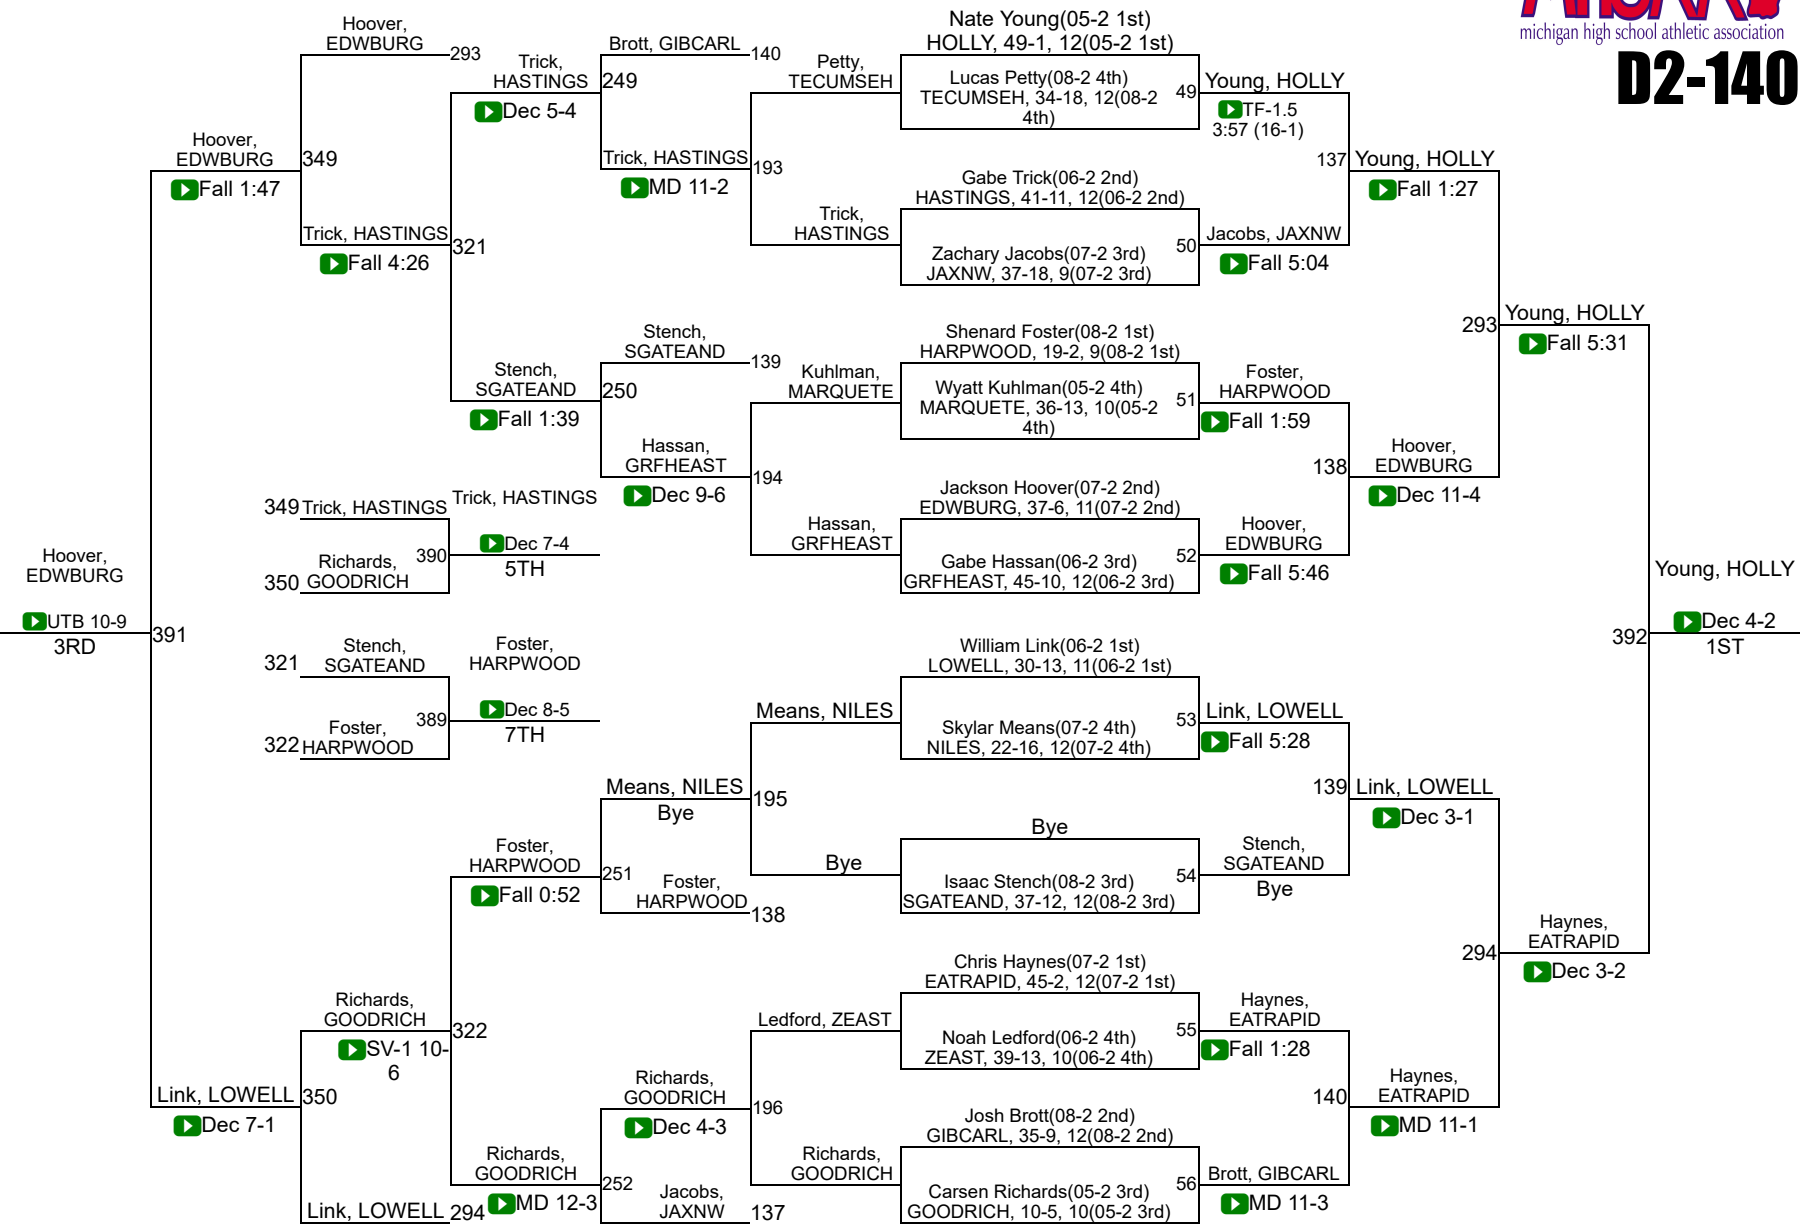 Hoover,
EDWBURG
293
Trick,
HASTINGS
249
Dec 5-4
Brott, GIBCARL
140
Petty,
TECUMSEH
Nate Young(05-2 1st)
HOLLY, 49-1, 12(05-2 1st)
Lucas Petty(08-2 4th)
TECUMSEH, 34-18, 12(08-2
4th)
49
Young, HOLLY
TF-1.5
3:57 (16-1)
michigan high school athletic association
D2-140
Hoover,
EDWBURG
349
Fall 1:47
Trick, HASTINGS
193
MD 11-2
137
Young, HOLLY
Fall 1:27
Trick, HASTINGS
321
Fall 4:26
Trick,
HASTINGS
Gabe Trick(06-2 2nd)
HASTINGS, 41-11, 12(06-2 2nd)
Zachary Jacobs(07-2 3rd)
JAXNW, 37-18, 9(07-2 3rd)
50
Jacobs, JAXNW
Fall 5:04
293
Young, HOLLY
Fall 5:31
Stench,
SGATEAND
139
Stench,
SGATEAND
250
Fall 1:39
Kuhlman,
MARQUETE
Shenard Foster(08-2 1st)
HARPWOOD, 19-2, 9(08-2 1st)
Wyatt Kuhlman(05-2 4th)
MARQUETE, 36-13, 10(05-2
4th)
51
Foster,
HARPWOOD
Fall 1:59
Hassan,
GRFHEAST
194
Dec 9-6
138
Hoover,
EDWBURG
Dec 11-4
349
Trick, HASTINGS
Trick, HASTINGS
Richards,
GOODRICH
350
390
Dec 7-4
5TH
Hassan,
GRFHEAST
Jackson Hoover(07-2 2nd)
EDWBURG, 37-6, 11(07-2 2nd)
Gabe Hassan(06-2 3rd)
GRFHEAST, 45-10, 12(06-2 3rd)
52
Hoover,
EDWBURG
Fall 5:46
Hoover,
EDWBURG
UTB 10-9
3RD
391
Young, HOLLY
392
Dec 4-2
1ST
321
Stench,
SGATEAND
Foster,
HARPWOOD
322
Foster,
HARPWOOD
389
Dec 8-5
7TH
Means, NILES
William Link(06-2 1st)
LOWELL, 30-13, 11(06-2 1st)
Skylar Means(07-2 4th)
NILES, 22-16, 12(07-2 4th)
53
Link, LOWELL
Fall 5:28
Means, NILES
Bye
195
139
Link, LOWELL
Dec 3-1
Foster,
HARPWOOD
251
Fall 0:52
Foster,
HARPWOOD
138
Bye
Bye
Isaac Stench(08-2 3rd)
SGATEAND, 37-12, 12(08-2 3rd)
54
Stench,
SGATEAND
Bye
294
Haynes,
EATRAPID
Dec 3-2
Richards,
GOODRICH
322
SV-1 10-
6
Ledford, ZEAST
Chris Haynes(07-2 1st)
EATRAPID, 45-2, 12(07-2 1st)
Noah Ledford(06-2 4th)
ZEAST, 39-13, 10(06-2 4th)
55
Haynes,
EATRAPID
Fall 1:28
Link, LOWELL
350
Dec 7-1
Richards,
GOODRICH
196
Dec 4-3
140
Haynes,
EATRAPID
MD 11-1
Richards,
GOODRICH
252
MD 12-3
Richards,
GOODRICH
Josh Brott(08-2 2nd)
GIBCARL, 35-9, 12(08-2 2nd)
Carsen Richards(05-2 3rd)
GOODRICH, 10-5, 10(05-2 3rd)
56
Brott, GIBCARL
MD 11-3
Link, LOWELL
294
Jacobs,
JAXNW
137